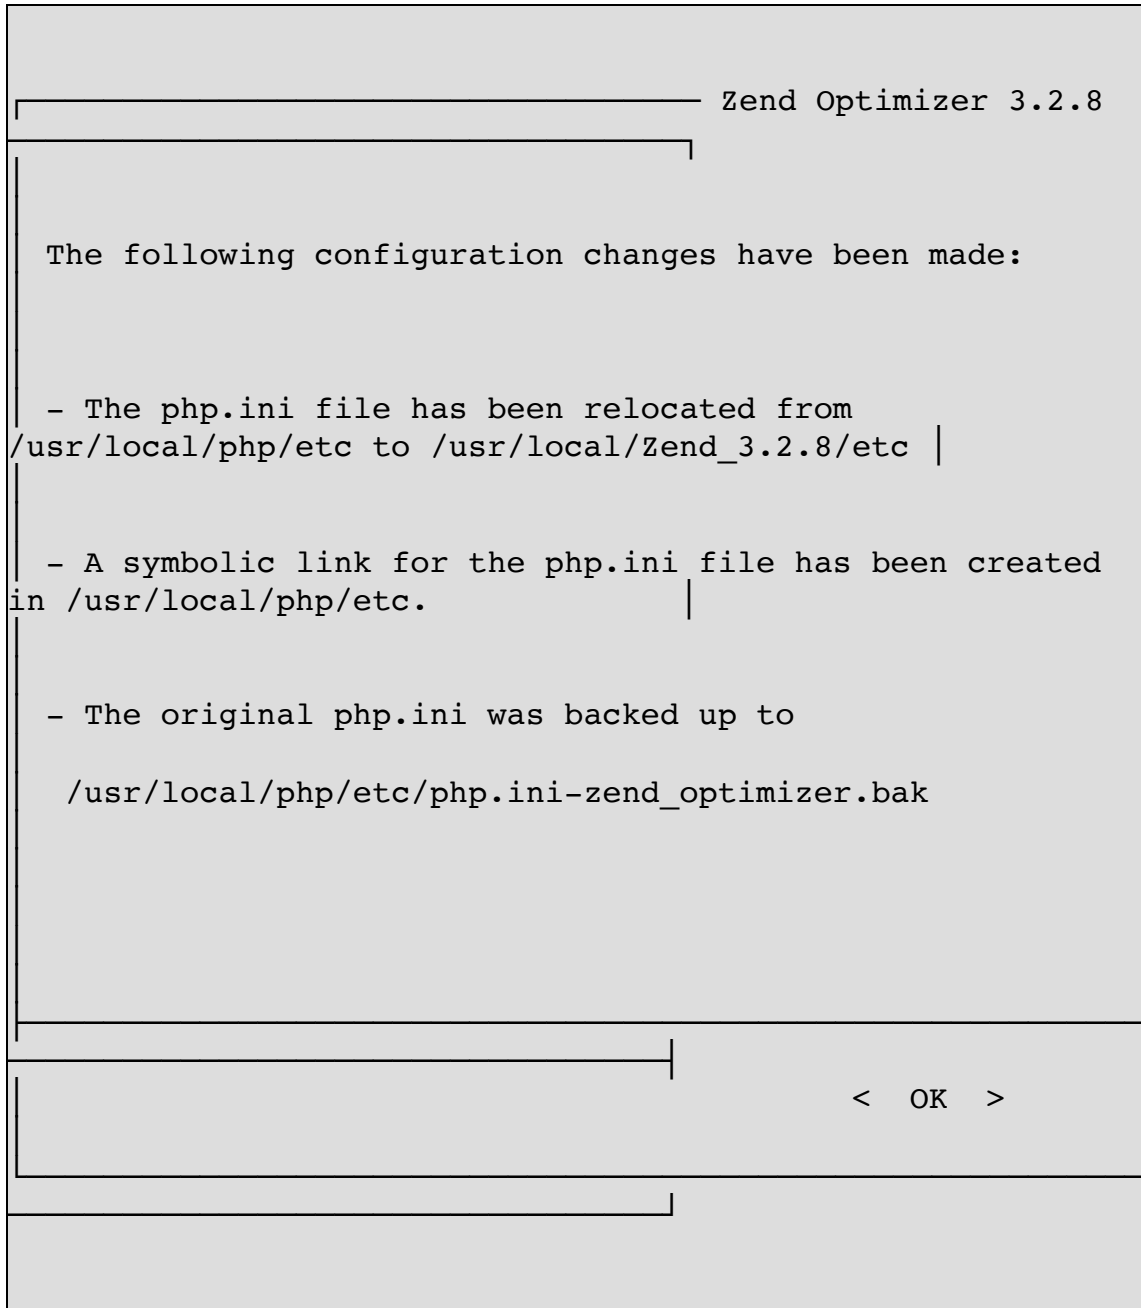 Zend Optimizer 3.2.8
The following configuration changes have been made:
- The php.ini file has been relocated from
/usr/local/php/etc to /usr/local/Zend_3.2.8/etc
- A symbolic link for the php.ini file has been created
in /usr/local/php/etc.
- The original php.ini was backed up to
/usr/local/php/etc/php.ini-zend_optimizer.bak
< OK >